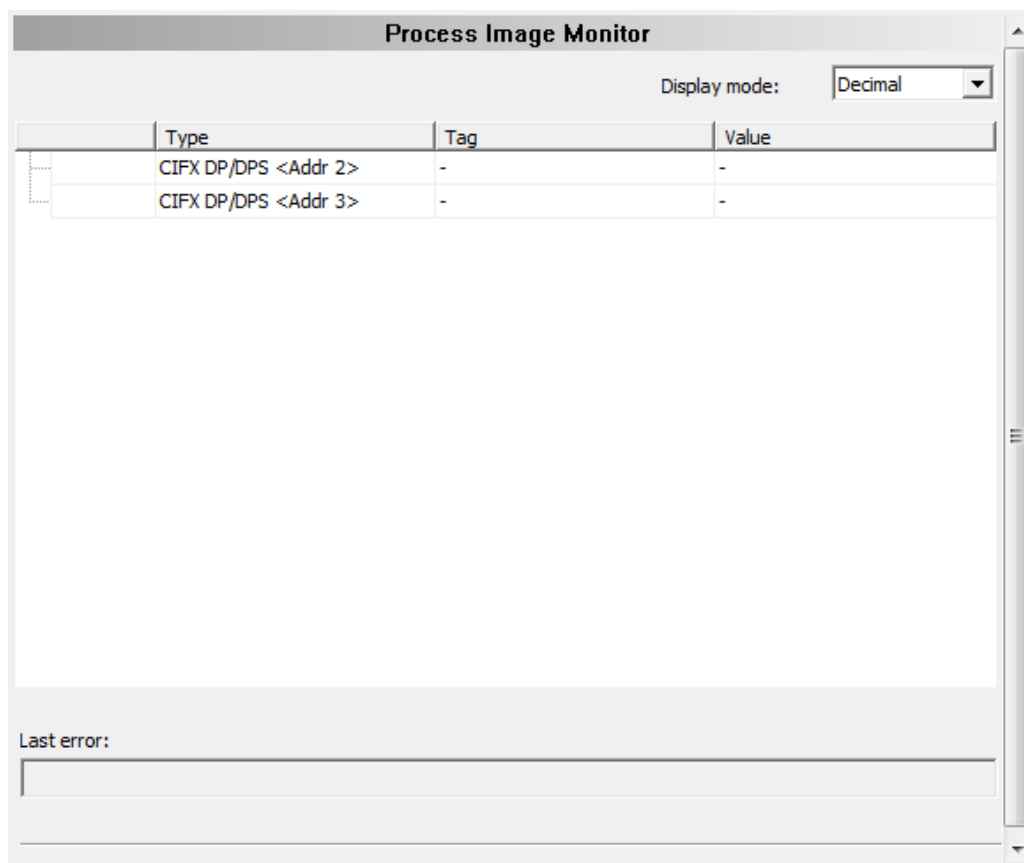 Process Image Monitor
Display mode: Decimal
Type Tag Value
CIFX DP/DPS <Addr 2> - -
CIFX DP/DPS <Addr 3> - -
Last error: